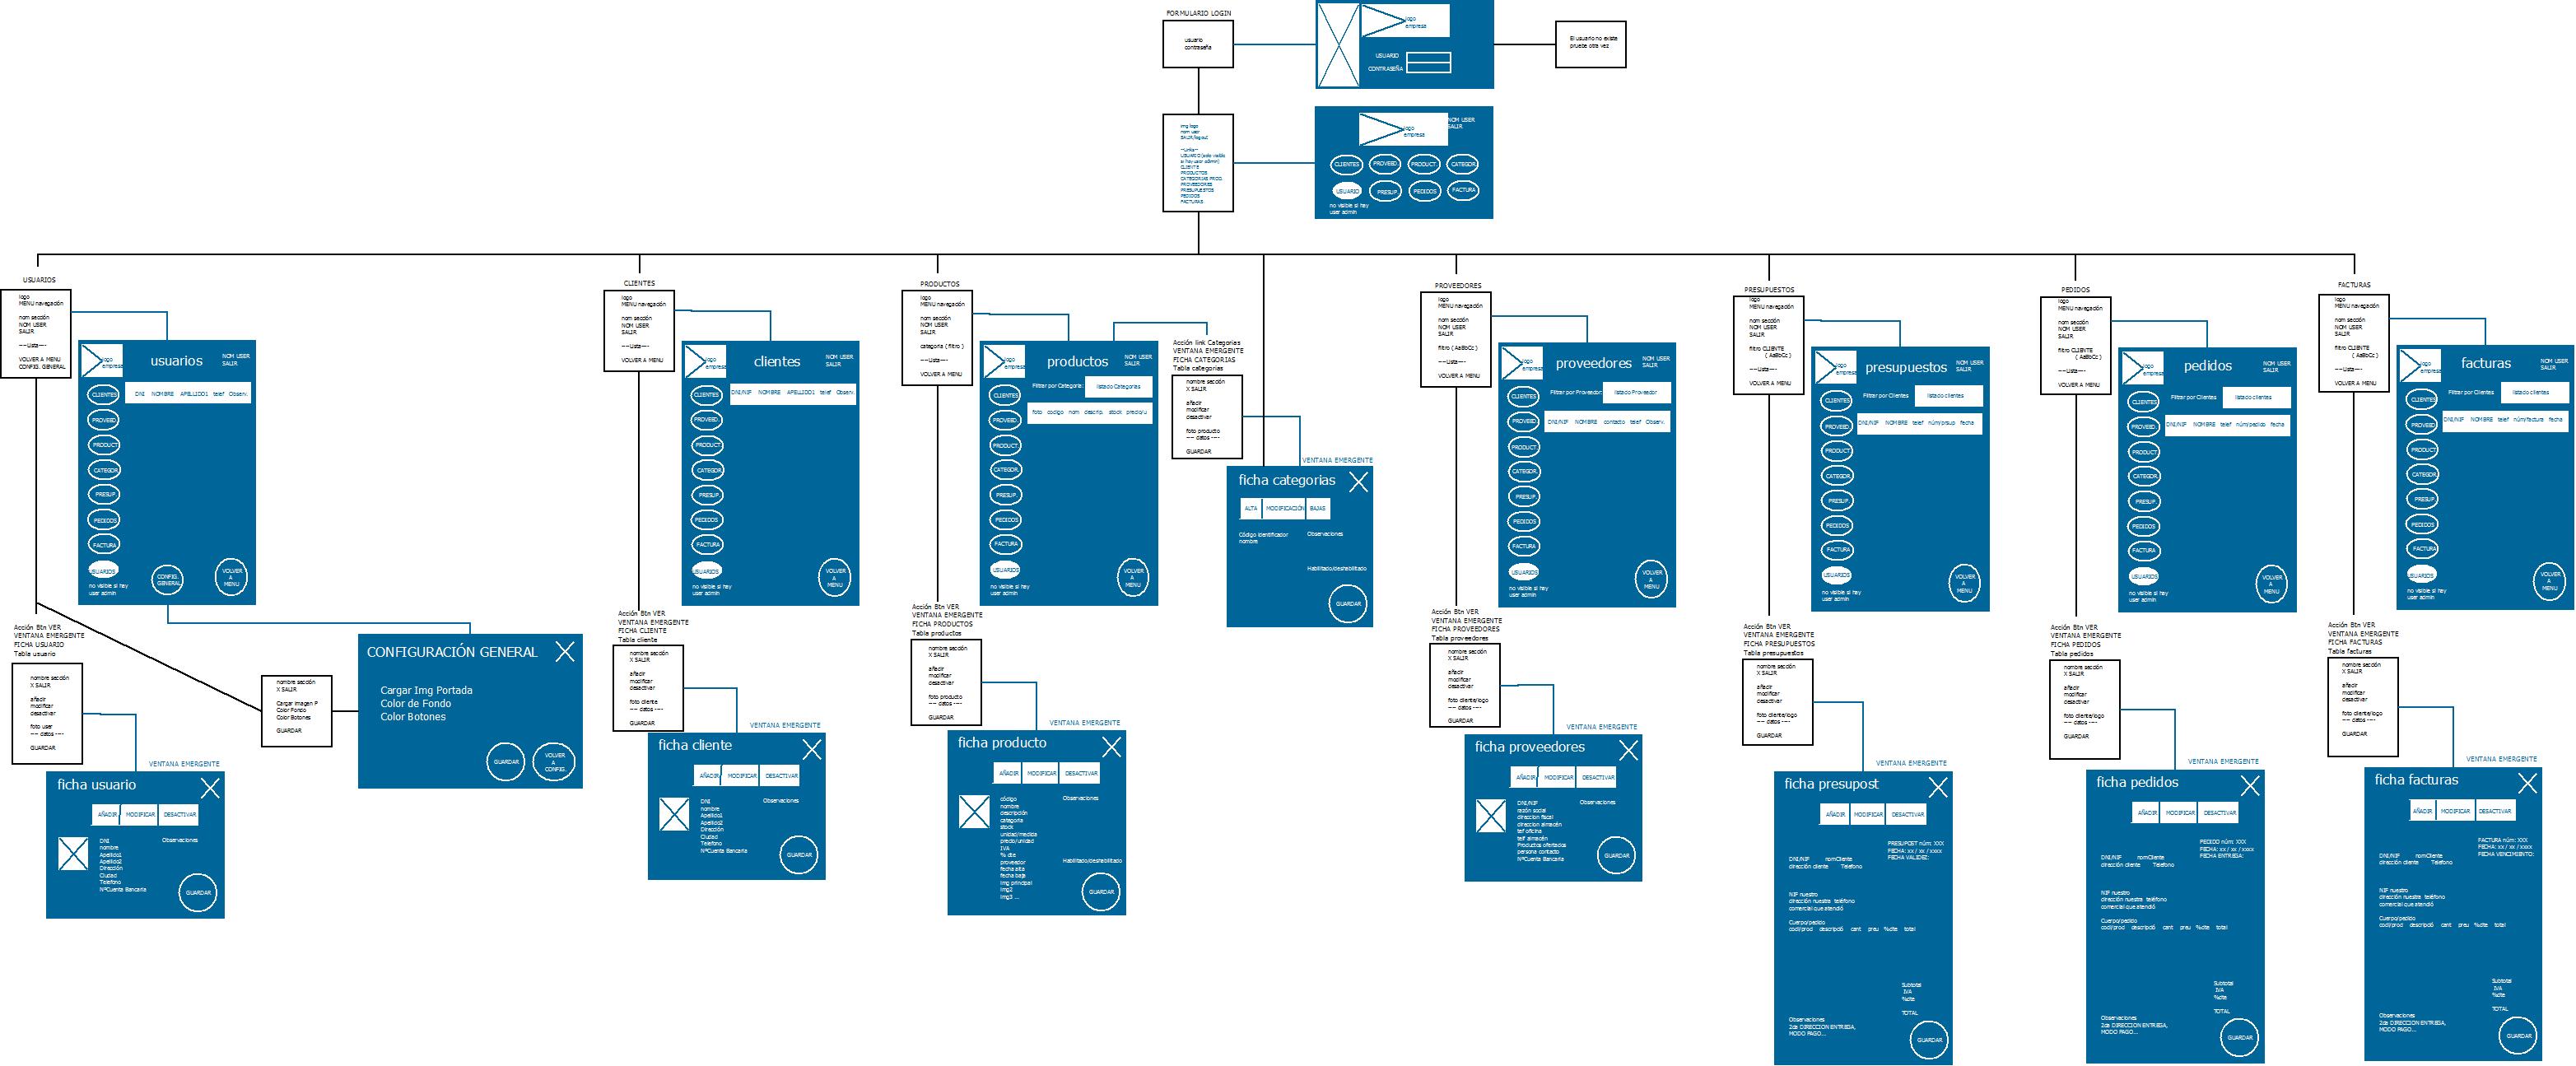 FORMULARIO LOGIN
usuario
contraseña
logo
empresa
USUARIO
CONTRASEÑA
El usuario no existe
pruebe otra vez
img logo
nom user
SALIR/logout
---Links---
USUARIO (sólo visible
si hay user admin)
CLIENTE
PRODUCTOS
CATEGORIAS PROD.
PROVEEDORES
PRESUPUESTOS
PEDIDOS
FACTURAS
logo
empresa
NOM USER
SALIR
CLIENTES
PROVEED.
PRODUCT.
CATEGOR.
USUARIO
PRESUP.
PEDIDOS
FACTURA
no visible si hay
user admin
USUARIOS
logo
MENU navegación
nom sección
NOM USER
SALIR
----Lista----
VOLVER A MENU
CONFIG. GENERAL
logo
empresa
usuarios
NOM USER
SALIR
DNI NOMBRE APELLIDO1 telef Observ.
CLIENTES
PROVEED.
PRODUCT.
CATEGOR.
PRESUP.
PEDIDOS
FACTURA
USUARIOS
no visible si hay
user admin
CONFIG.
GENERAL
VOLVER
A
MENU
Acción Btn VER
VENTANA EMERGENTE
FICHA USUARIO
Tabla usuario
nombre sección
X SALIR
añadir
modificar
desactivar
foto user
---- datos ----
GUARDAR
VENTANA EMERGENTE
ficha usuario
AÑADIR
MODIFICAR
DESACTIVAR
DNI
nombre
Apellido1
Apellido2
Dirección
Ciudad
Telefono
NºCuenta Bancaria
Observaciones
GUARDAR
nombre sección
X SALIR
Cargar imagen P
Color Fondo
Color Botones
GUARDAR
CONFIGURACIÓN GENERAL
Cargar Img Portada
Color de Fondo
Color Botones
GUARDAR
VOLVER
A
CONFIG.
CLIENTES
logo
MENU navegación
nom sección
NOM USER
SALIR
----Lista----
VOLVER A MENU
logo
empresa
clientes
NOM USER
SALIR
DNI/NIF NOMBRE APELLIDO1 telef Observ.
CLIENTES
PROVEED.
PRODUCT.
CATEGOR.
PRESUP.
PEDIDOS
FACTURA
USUARIOS
no visible si hay
user admin
VOLVER
A
MENU
Acción Btn VER
VENTANA EMERGENTE
FICHA CLIENTE
Tabla cliente
nombre sección
X SALIR
añadir
modificar
desactivar
foto cliente
---- datos ----
GUARDAR
VENTANA EMERGENTE
ficha cliente
AÑADIR
MODIFICAR
DESACTIVAR
DNI
nombre
Apellido1
Apellido2
Dirección
Ciudad
Telefono
NºCuenta Bancaria
Observaciones
GUARDAR
PRODUCTOS
logo
MENU navegación
nom sección
NOM USER
SALIR
categoria ( filtro )
----Lista----
VOLVER A MENU
logo
empresa
productos
NOM USER
SALIR
Filtrar por Categoria:
listado Categorias
foto codigo nom descrip. stock precio/u
CLIENTES
PROVEED.
PRODUCT.
CATEGOR.
PRESUP.
PEDIDOS
FACTURA
USUARIOS
no visible si hay
user admin
VOLVER
A
MENU
Acción Btn VER
VENTANA EMERGENTE
FICHA PRODUCTOS
Tabla productos
nombre sección
X SALIR
añadir
modificar
desactivar
foto producto
---- datos ----
GUARDAR
VENTANA EMERGENTE
ficha producto
AÑADIR
MODIFICAR
DESACTIVAR
código
nombre
descripción
categoria
stock
unidad/medida
precio/unidad
IVA
% dte
proveedor
fecha alta
fecha baja
img principal
img2
img3 ...
Observaciones
Habilitado/deshabilitado
GUARDAR
Acción link Categorias
VENTANA EMERGENTE
FICHA CATEGORIAS
Tabla categorias
nombre sección
X SALIR
añadir
modificar
desactivar
foto producto
---- datos ----
GUARDAR
VENTANA EMERGENTE
ficha categorias
ALTA
MODIFICACIÓN
BAJAS
Código identificador
nombre
Observaciones
Habilitado/deshabilitado
GUARDAR
PROVEEDORES
logo
MENU navegación
nom sección
NOM USER
SALIR
filtro ( AaBbCc )
----Lista----
VOLVER A MENU
logo
empresa
proveedores
NOM USER
SALIR
Filtrar por Proveedor:
listado Proveedor
DNI/NIF NOMBRE contacto telef Observ.
CLIENTES
PROVEED.
PRODUCT.
CATEGOR.
PRESUP.
PEDIDOS
FACTURA
USUARIOS
no visible si hay
user admin
VOLVER
A
MENU
Acción Btn VER
VENTANA EMERGENTE
FICHA PROVEEDORES
Tabla proveedores
nombre sección
X SALIR
añadir
modificar
desactivar
foto cliente/logo
---- datos ----
GUARDAR
VENTANA EMERGENTE
ficha proveedores
AÑADIR
MODIFICAR
DESACTIVAR
DNI/NIF
razón social
direccion fiscal
direccion almacén
telf oficina
telf almacén
Productos ofertados
persona contacto
NºCuenta Bancaria
Observaciones
GUARDAR
PRESUPUESTOS
logo
MENU navegación
nom sección
NOM USER
SALIR
filtro CLIENTE
( AaBbCc )
----Lista----
VOLVER A MENU
logo
empresa
presupuestos
NOM USER
SALIR
Filtrar por Clientes
listado clientes
DNI/NIF NOMBRE telef núm/prsup fecha
CLIENTES
PROVEED.
PRODUCT.
CATEGOR.
PRESUP.
PEDIDOS
FACTURA
USUARIOS
no visible si hay
user admin
VOLVER
A
MENU
Acción Btn VER
VENTANA EMERGENTE
FICHA PRESUPUESTOS
Tabla presupuestos
nombre sección
X SALIR
añadir
modificar
desactivar
foto cliente/logo
---- datos ----
GUARDAR
VENTANA EMERGENTE
ficha presupost
AÑADIR
MODIFICAR
DESACTIVAR
PRESUPOST núm: XXX
FECHA: xx / xx / xxxx
FECHA VALIDEZ:
DNI/NIF nomCliente
dirección cliente Telefono
NIF nuestro
dirección nuestra teléfono
comercial que atendió
Cuerpo/pedido
codi/prod descripció cant preu %dte total
Subtotal
IVA
%dte
TOTAL
Observaciones
2da DIRECCION ENTREGA,
MODO PAGO...
GUARDAR
PEDIDOS
logo
MENU navegación
nom sección
NOM USER
SALIR
filtro CLIENTE
( AaBbCc )
----Lista----
VOLVER A MENU
logo
empresa
pedidos
NOM USER
SALIR
Filtrar por Clientes
listado clientes
DNI/NIF NOMBRE telef núm/pedido fecha
CLIENTES
PROVEED.
PRODUCT.
CATEGOR.
PRESUP.
PEDIDOS
FACTURA
USUARIOS
no visible si hay
user admin
VOLVER
A
MENU
Acción Btn VER
VENTANA EMERGENTE
FICHA PEDIDOS
Tabla pedidos
nombre sección
X SALIR
añadir
modificar
desactivar
foto cliente/logo
---- datos ----
GUARDAR
VENTANA EMERGENTE
ficha pedidos
AÑADIR
MODIFICAR
DESACTIVAR
PEDIDO núm: XXX
FECHA: xx / xx / xxxx
FECHA ENTREGA:
DNI/NIF nomCliente
dirección cliente Telefono
NIF nuestro
dirección nuestra teléfono
comercial que atendió
Cuerpo/pedido
codi/prod descripció cant preu %dte total
Subtotal
IVA
%dte
TOTAL
Observaciones
2da DIRECCION ENTREGA,
MODO PAGO...
GUARDAR
FACTURAS
logo
MENU navegación
nom sección
NOM USER
SALIR
filtro CLIENTE
( AaBbCc )
----Lista----
VOLVER A MENU
logo
empresa
facturas
NOM USER
SALIR
Filtrar por Clientes
listado clientes
DNI/NIF NOMBRE telef núm/factura fecha
CLIENTES
PROVEED.
PRODUCT.
CATEGOR.
PRESUP.
PEDIDOS
FACTURA
USUARIOS
no visible si hay
user admin
VOLVER
A
MENU
Acción Btn VER
VENTANA EMERGENTE
FICHA FACTURAS
Tabla facturas
nombre sección
X SALIR
añadir
modificar
desactivar
foto cliente/logo
---- datos ----
GUARDAR
VENTANA EMERGENTE
ficha facturas
AÑADIR
MODIFICAR
DESACTIVAR
FACTURA núm: XXX
FECHA: xx / xx / xxxx
FECHA VENCIMIENTO:
DNI/NIF nomCliente
dirección cliente Telefono
NIF nuestro
dirección nuestra teléfono
comercial que atendió
Cuerpo/pedido
codi/prod descripció cant preu %dte total
Subtotal
IVA
%dte
TOTAL
Observaciones
2da DIRECCION ENTREGA,
MODO PAGO...
GUARDAR